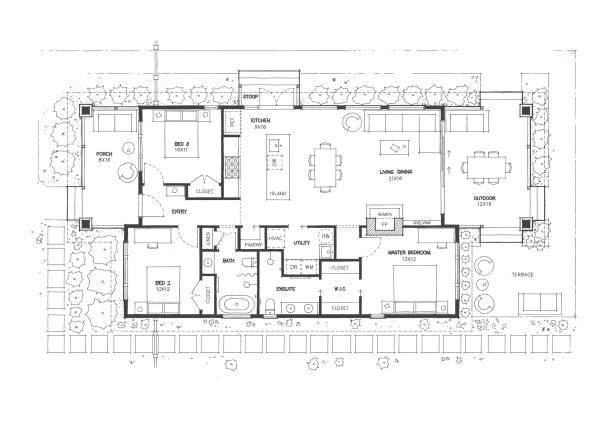 STOOP
KITCHEN
9X16
REF
BED 3
10X11
PORCH
8X16
DW
LIVING DINING
21X16
CLOSET
ISLAND
OUTDOOR
12X16
ENTRY
HEARTH
SHELVING
FP
LINEN
PANTRY
HVAC
UTILITY
HW
BATH
MASTER BEDROOM
13X12
DR
WM
CLOSET
TERRACE
BED 2
10X12
CLOSET
ENSUITE
W.I.C
CLOSET